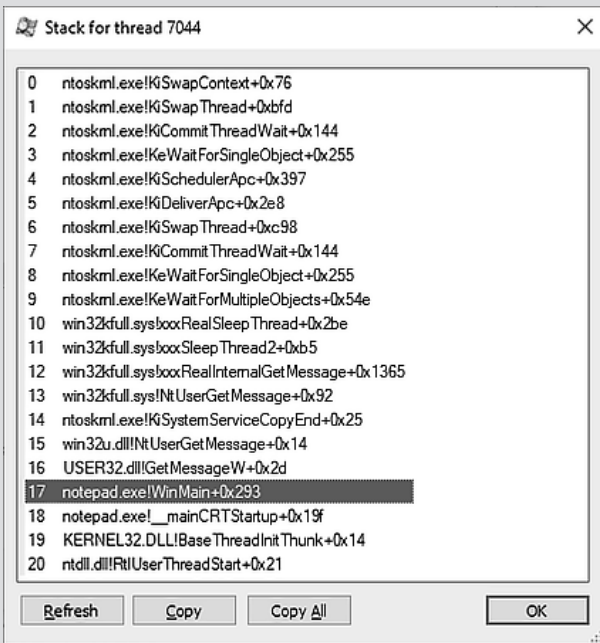 Stack for thread 7044
0 ntoskrnl.exe!KiSwapContext+0x76
1 ntoskrnl.exe!KiSwapThread+0xbfd
2 ntoskrnl.exe!KiCommitThreadWait+0x144
3 ntoskrnl.exe!KeWaitForSingleObject+0x255
4 ntoskrnl.exe!KiSchedulerApc+0x397
5 ntoskrnl.exe!KiDeliverApc+0x2e8
6 ntoskrnl.exe!KiSwapThread+0xc98
7 ntoskrnl.exe!KiCommitThreadWait+0x144
8 ntoskrnl.exe!KeWaitForSingleObject+0x255
9 ntoskrnl.exe!KeWaitForMultipleObjects+0x54e
10 win32kfull.sys!xxxRealSleepThread+0x2be
11 win32kfull.sys!xxxSleepThread2+0xb5
12 win32kfull.sys!xxxRealInternalGetMessage+0x1365
13 win32kfull.sys!NtUserGetMessage+0x92
14 ntoskrnl.exe!KiSystemServiceCopyEnd+0x25
15 win32u.dll!NtUserGetMessage+0x14
16 USER32.dll!GetMessageW+0x2d
17 notepad.exe!WinMain+0x293
18 notepad.exe!__mainCRTStartup+0x19f
19 KERNEL32.DLL!BaseThreadInitThunk+0x14
20 ntdll.dll!RtlUserThreadStart+0x21
Refresh Copy Copy All OK